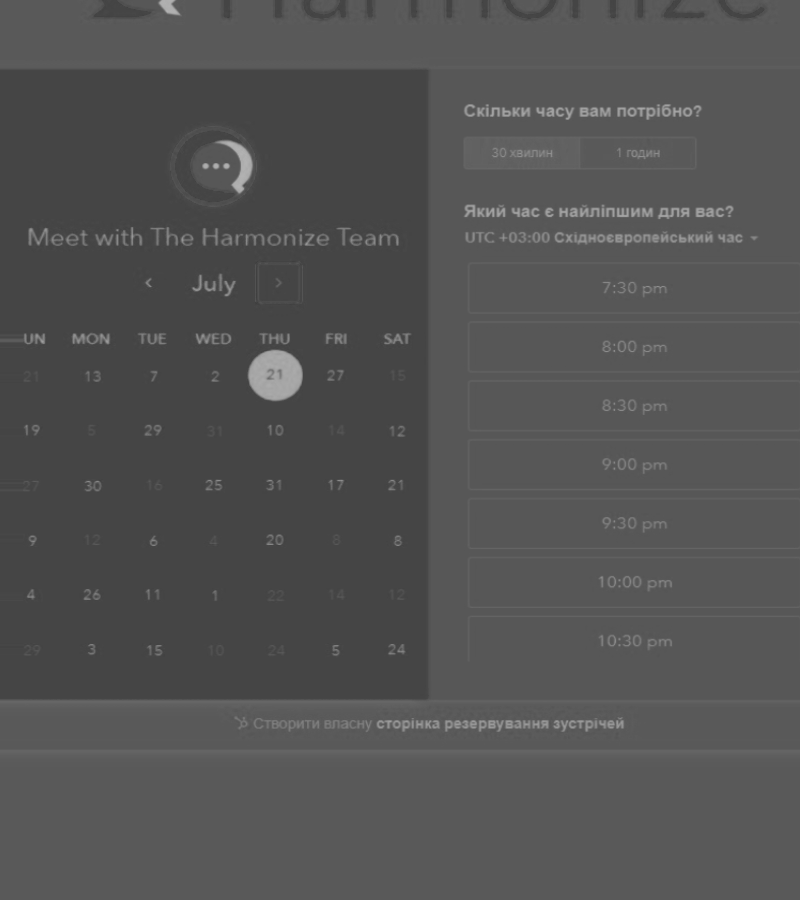 Harmonize
Meet with The Harmonize Team
July
UN MON TUE WED THU FRI SAT
21 13 7 2 21 27 15
19 5 29 31 10 14 12
27 30 16 25 31 17 21
9 12 6 4 20 8 8
4 26 11 1 22 14 12
29 3 15 10 24 5 24
Скільки часу вам потрібно?
30 хвилин 1 годин
Який час є найліпшим для вас?
UTC +03:00 Східноєвропейський час
7:30 pm
8:00 pm
8:30 pm
9:00 pm
9:30 pm
10:00 pm
10:30 pm
Створити власну сторінка резервування зустрічей